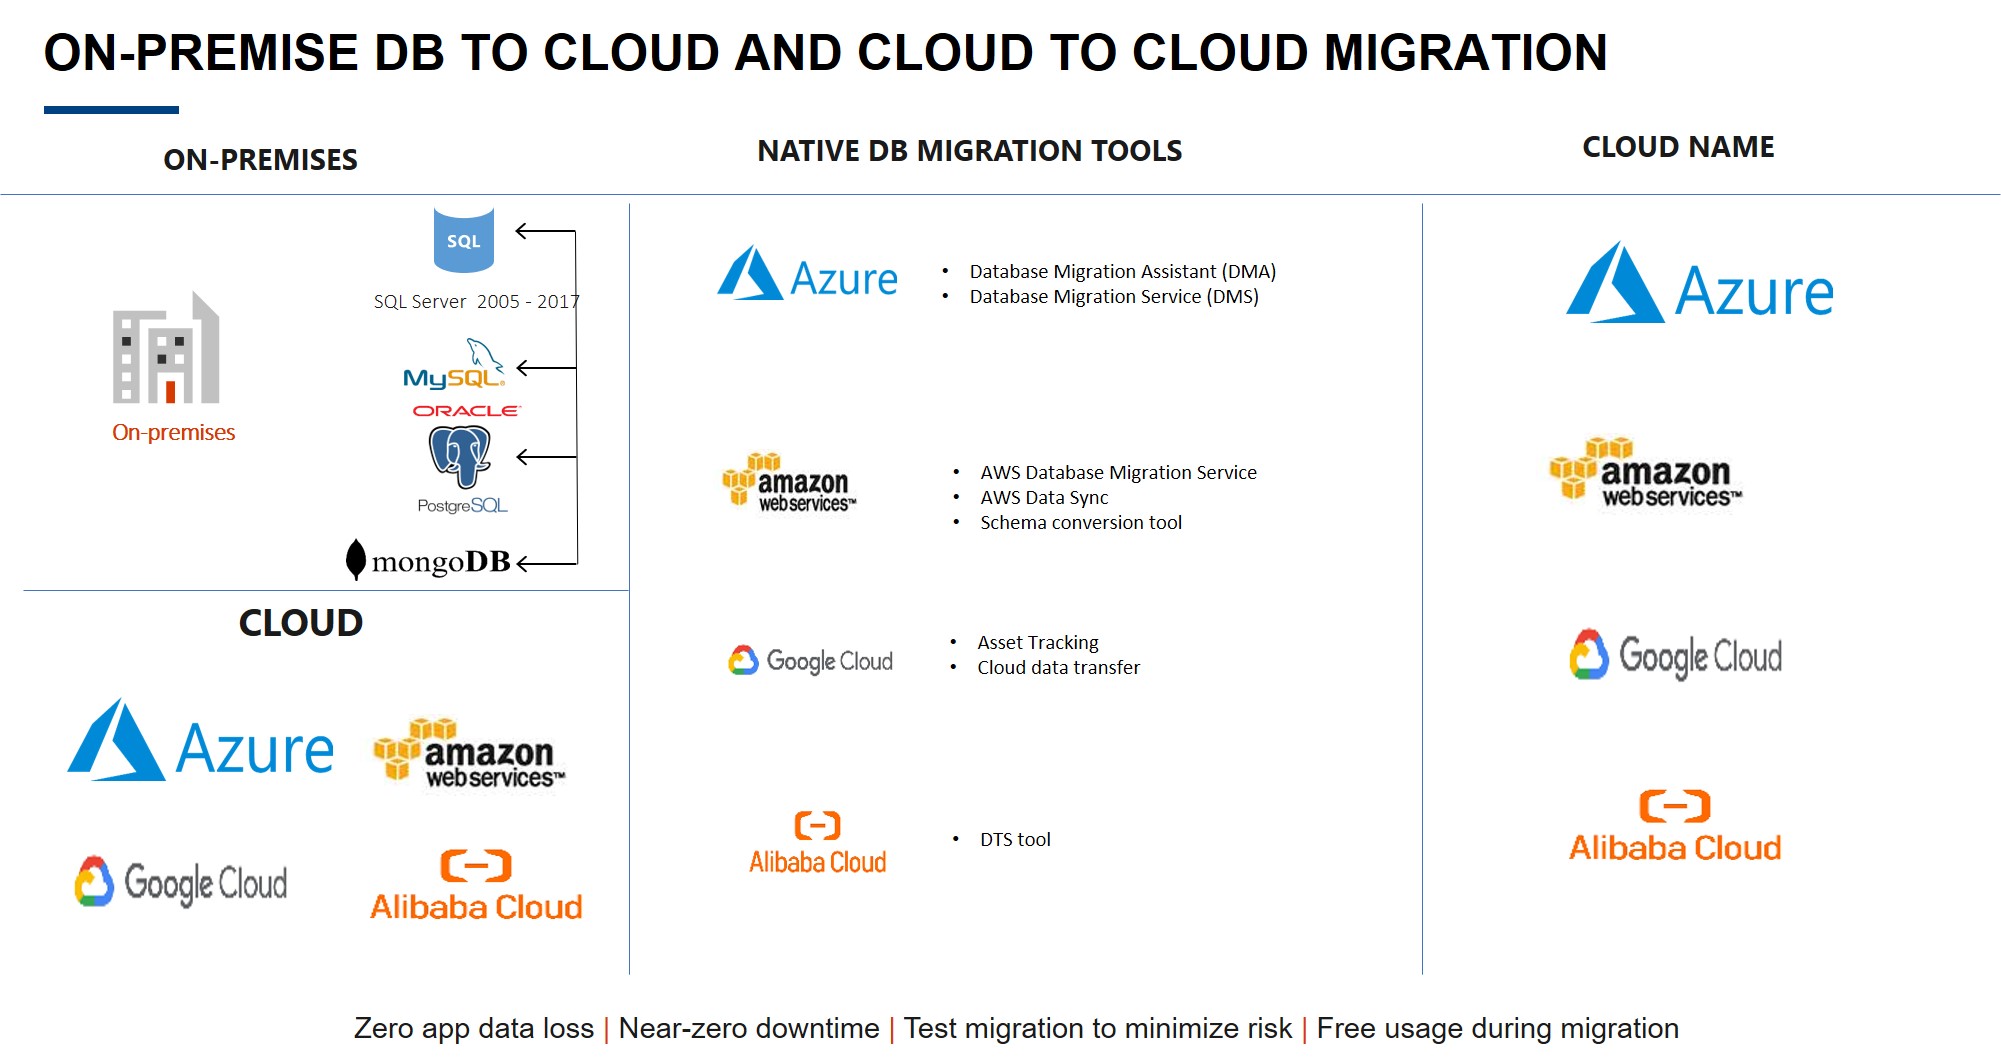 ON-PREMISE DB TO CLOUD AND CLOUD TO CLOUD MIGRATION
ON-PREMISES
NATIVE DB MIGRATION TOOLS
CLOUD NAME
SQL
SQL Server 2005 - 2017
MySQL®
ORACLE®
PostgreSQL
mongoDB
On-premises
CLOUD
Azure
amazon
web services™
Google Cloud
Alibaba Cloud
Azure
• Database Migration Assistant (DMA)
• Database Migration Service (DMS)
amazon
web services™
• AWS Database Migration Service
• AWS Data Sync
• Schema conversion tool
Google Cloud
• Asset Tracking
• Cloud data transfer
Alibaba Cloud
• DTS tool
Azure
amazon
web services™
Google Cloud
Alibaba Cloud
Zero app data loss | Near-zero downtime | Test migration to minimize risk | Free usage during migration